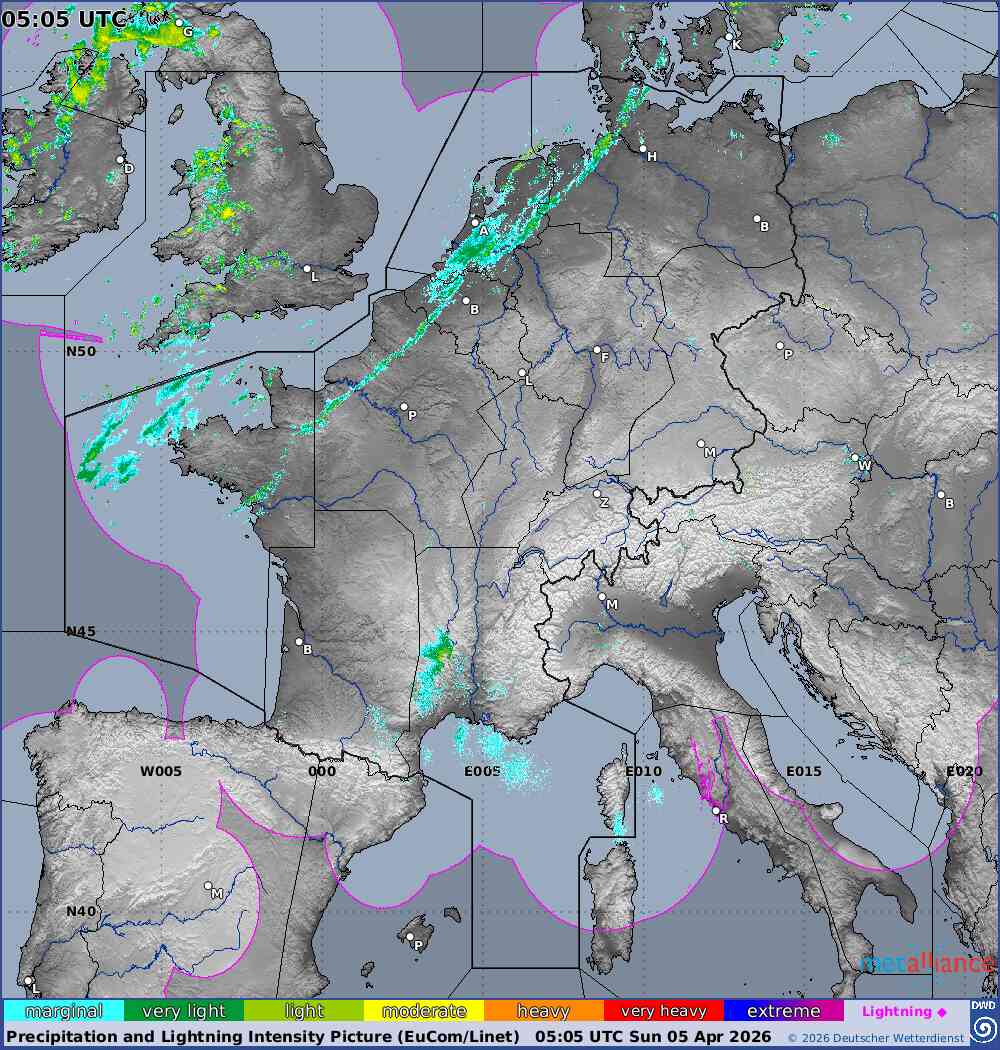 05:05 UTC
G
K
D
H
A
B
L
B
N50
F
P
L
P
M
W
Z
B
M
N45
B
W005
000
E005
E010
E015
E020
R
M
N40
P
L
metalliance
marginal very light light moderate heavy very heavy extreme Lightning ◆
DWD
Precipitation and Lightning Intensity Picture (EuCom/Linet) 05:05 UTC Sun 05 Apr 2026 © 2026 Deutscher Wetterdienst